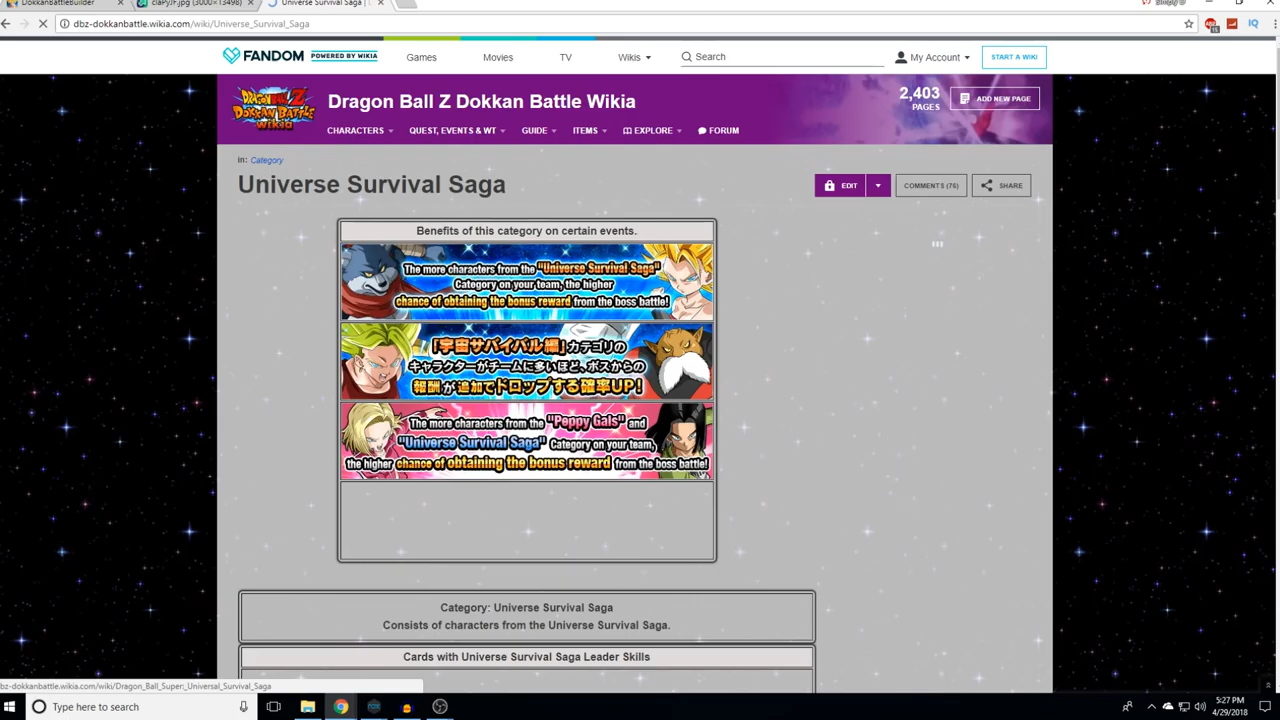 DokkanBattleBuilder
claPyJF.jpg (3000×13498)
Universe Survival Saga |
dbz-dokkanbattle.wikia.com/wiki/Universe_Survival_Saga
FANDOM POWERED BY WIKIA
Games
Movies
TV
Wikis
Search
My Account
START A WIKI
DRAGON BALL Z DOKKAN BATTLE WIKIA
Dragon Ball Z Dokkan Battle Wikia
2,403
PAGES
ADD NEW PAGE
CHARACTERS
QUEST, EVENTS & WT
GUIDE
ITEMS
EXPLORE
FORUM
in: Category
Universe Survival Saga
EDIT
COMMENTS (76)
SHARE
Benefits of this category on certain events.
The more characters from the "Universe Survival Saga"
Category on your team, the higher
chance of obtaining the bonus reward from the boss battle!
「宇宙サバイバル編」カテゴリの
キャラクターがチームに多いほど、ボスからの
報酬が追加でドロップする確率UP!
The more characters from the "Peppy Gals" and
"Universe Survival Saga" Category on your team,
the higher chance of obtaining the bonus reward from the boss battle!
Category: Universe Survival Saga
Consists of characters from the Universe Survival Saga.
Cards with Universe Survival Saga Leader Skills
bz-dokkanbattle.wikia.com/wiki/Dragon_Ball_Super:_Universal_Survival_Saga
Type here to search
5:27 PM
4/29/2018